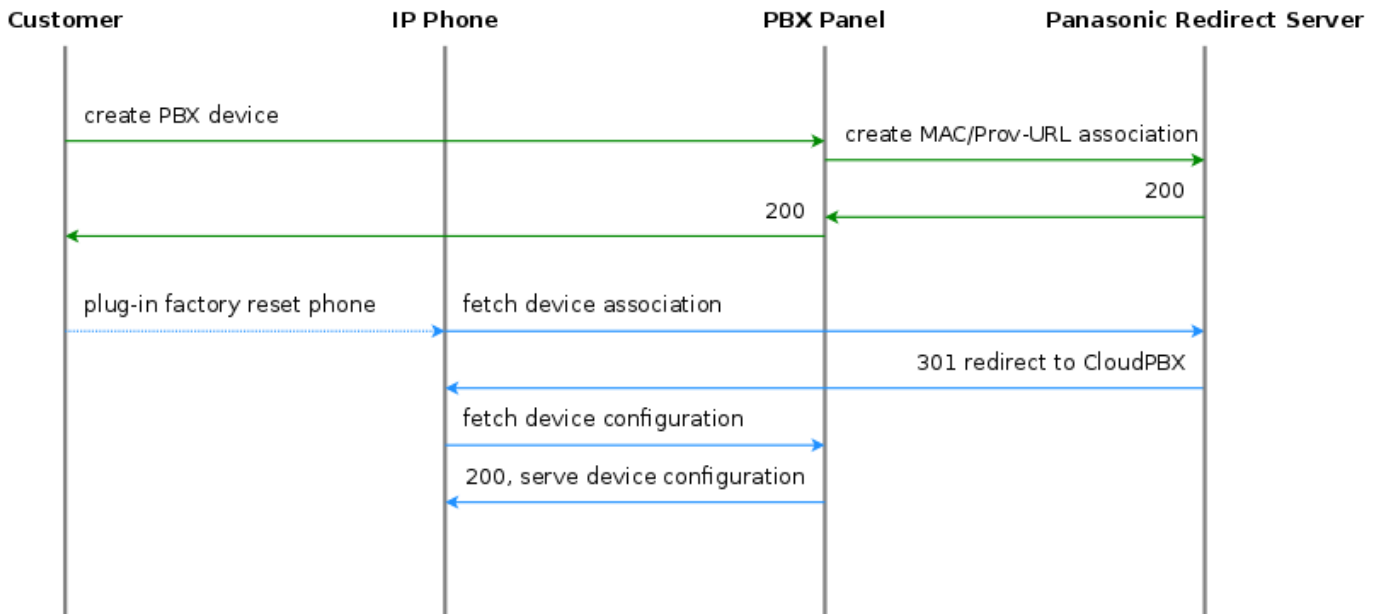 Customer
IP Phone
PBX Panel
Panasonic Redirect Server
create PBX device
create MAC/Prov-URL association
200
200
plug-in factory reset phone
fetch device association
301 redirect to CloudPBX
fetch device configuration
200, serve device configuration